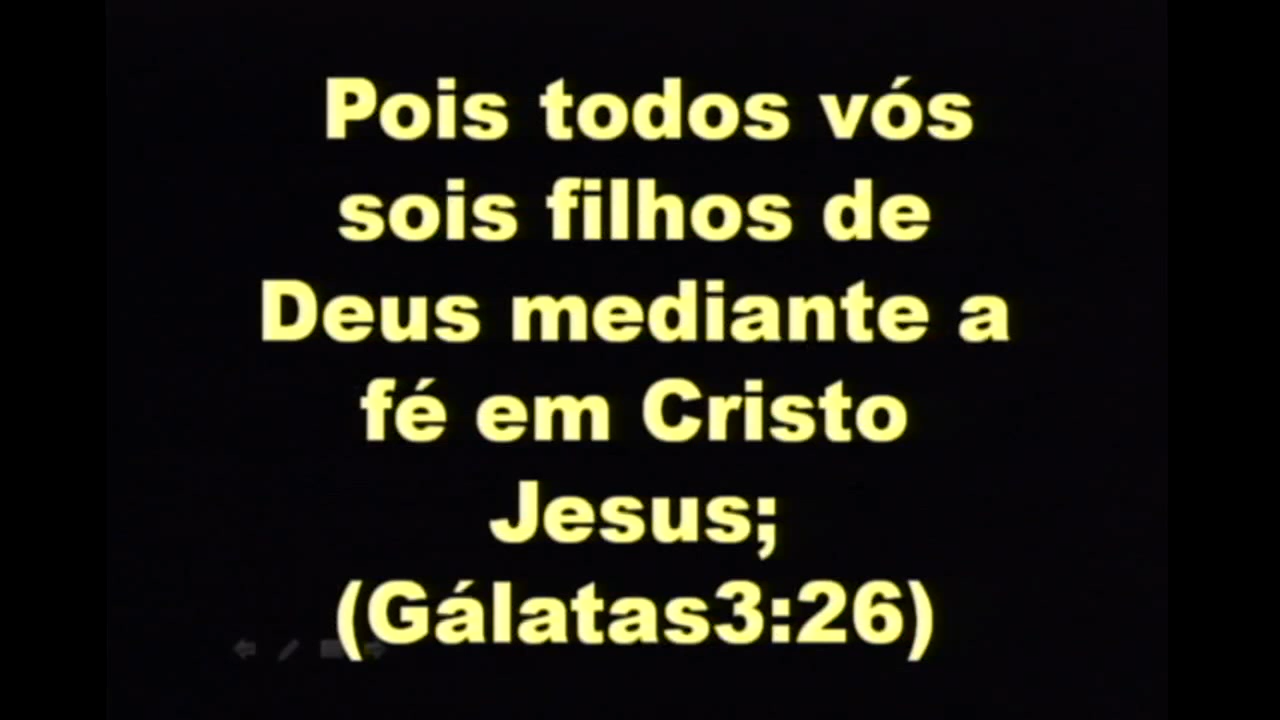 Pois todos vós
sois filhos de
Deus mediante a
fé em Cristo
Jesus;
(Gálatas3:26)